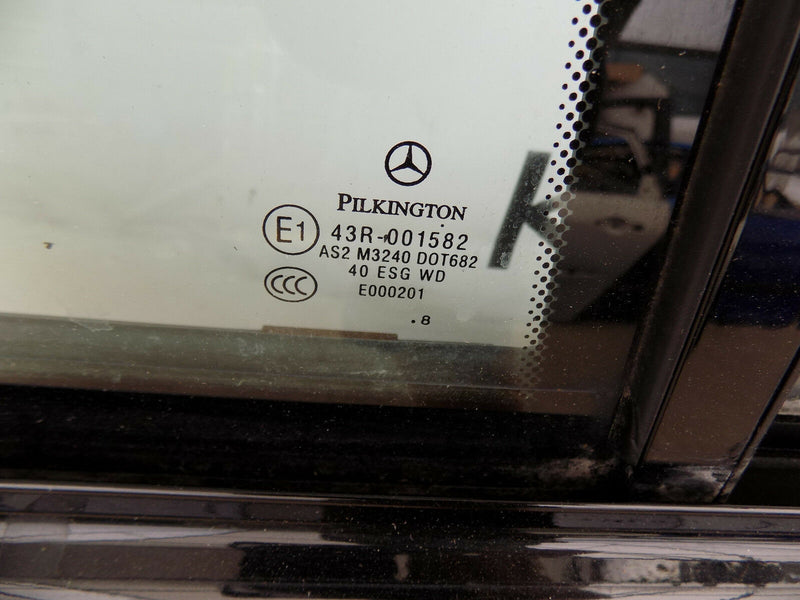 PILKINGTON
E1
43R-001582
AS2 M3240 DOT682
40 ESG WD
CCC
E000201
.8
K